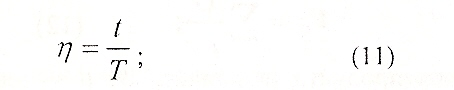 η = t/T; (11)